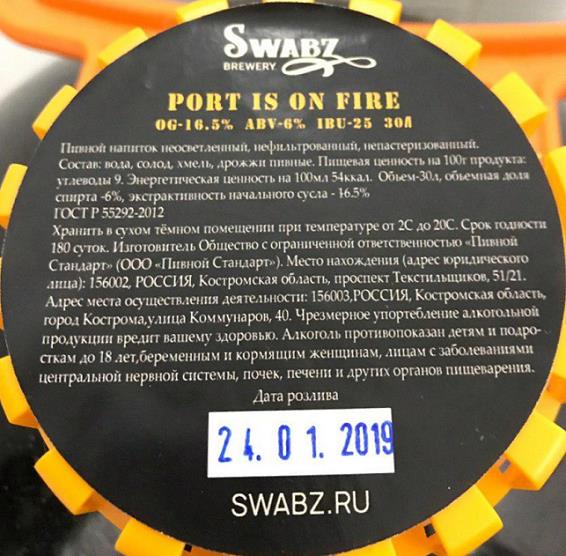 SWABZ
BREWERY
PORT IS ON FIRE
OG-16.5% ABV-6% IBU-25 30Л
Пивной напиток неосветленный, нефильтрованный, непастеризованный.
Состав: вода, солод, хмель, дрожжи пивные. Пищевая ценность на 100г продукта:
углеводы 9. Энергетическая ценность на 100мл 54ккал. Объем-30л, объемная доля
спирта -6%, экстрактивность начального сусла - 16.5%
ГОСТ Р 55292-2012
Хранить в сухом тёмном помещении при температуре от 2С до 20С. Срок годности
180 суток. Изготовитель Общество с ограниченной ответственностью «Пивной
Стандарт» (ООО «Пивной Стандарт»). Место нахождения (адрес юридического
лица): 156002, РОССИЯ, Костромская область, проспект Текстильщиков, 51/21.
Адрес места осуществления деятельности: 156003,РОССИЯ, Костромская область,
город Кострома,улица Коммунаров, 40. Чрезмерное упортебление алкогольной
продукции вредит вашему здоровью. Алкоголь противопоказан детям и подро-
сткам до 18 лет,беременным и кормящим женщинам, лицам с заболеваниями
центральной нервной системы, почек, печени и других органов пищеварения.
Дата розлива
24.01.2019
SWABZ.RU